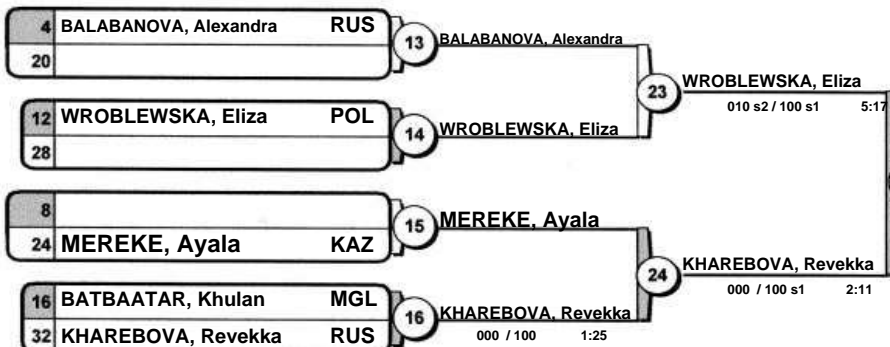 4 BALABANOVA, Alexandra RUS
20
13
BALABANOVA, Alexandra
12 WROBLEWSKA, Eliza POL
28
14
WROBLEWSKA, Eliza
23
WROBLEWSKA, Eliza
010 s2 / 100 s1 5:17
8
24 MEREKE, Ayala KAZ
15
MEREKE, Ayala
16 BATBAATAR, Khulan MGL
32 KHAREBOVA, Revekka RUS
16
KHAREBOVA, Revekka
000 / 100 1:25
24
KHAREBOVA, Revekka
000 / 100 s1 2:11